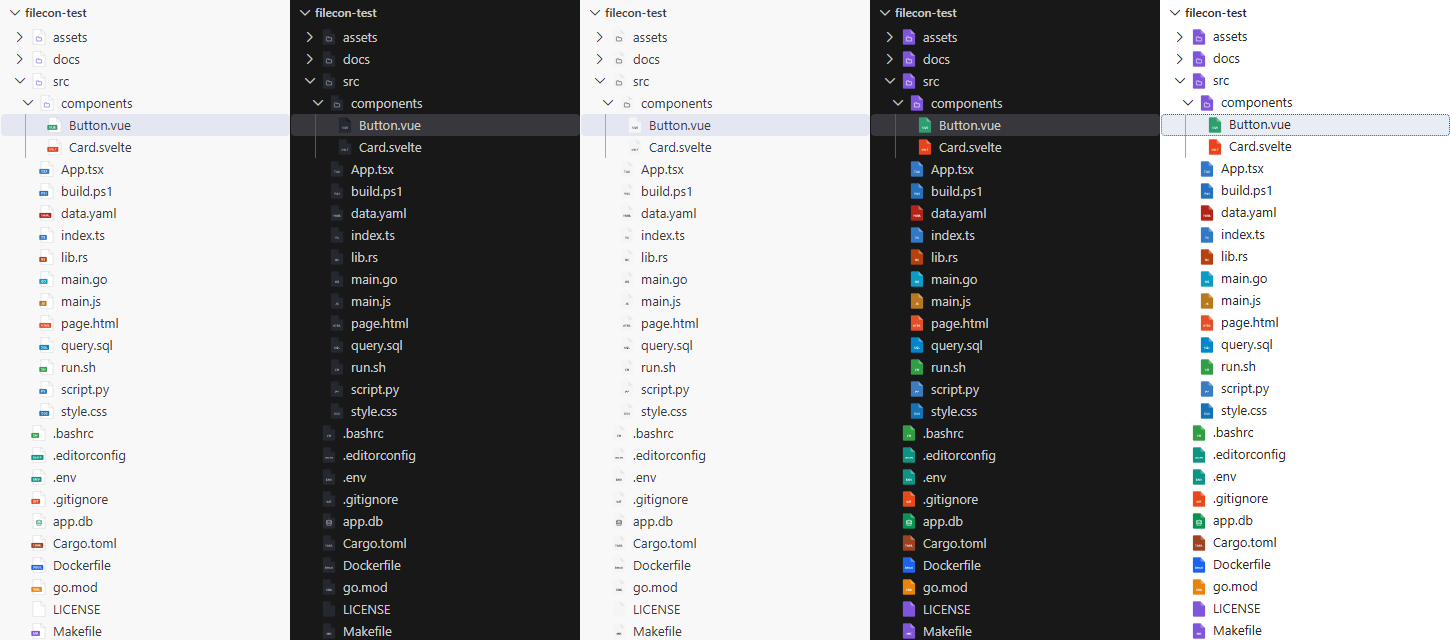 filecon-test
assets
docs
src
components
Button.vue
Card.svelte
App.tsx
build.ps1
data.yaml
index.ts
lib.rs
main.go
main.js
page.html
query.sql
run.sh
script.py
style.css
.bashrc
.editorconfig
.env
.gitignore
app.db
Cargo.toml
Dockerfile
go.mod
LICENSE
Makefile
filecon-test
assets
docs
src
components
Button.vue
Card.svelte
App.tsx
build.ps1
data.yaml
index.ts
lib.rs
main.go
main.js
page.html
query.sql
run.sh
script.py
style.css
.bashrc
.editorconfig
.env
.gitignore
app.db
Cargo.toml
Dockerfile
go.mod
LICENSE
Makefile
filecon-test
assets
docs
src
components
Button.vue
Card.svelte
App.tsx
build.ps1
data.yaml
index.ts
lib.rs
main.go
main.js
page.html
query.sql
run.sh
script.py
style.css
.bashrc
.editorconfig
.env
.gitignore
app.db
Cargo.toml
Dockerfile
go.mod
LICENSE
Makefile
filecon-test
assets
docs
src
components
Button.vue
Card.svelte
App.tsx
build.ps1
data.yaml
index.ts
lib.rs
main.go
main.js
page.html
query.sql
run.sh
script.py
style.css
.bashrc
.editorconfig
.env
.gitignore
app.db
Cargo.toml
Dockerfile
go.mod
LICENSE
Makefile
filecon-test
assets
docs
src
components
Button.vue
Card.svelte
App.tsx
build.ps1
data.yaml
index.ts
lib.rs
main.go
main.js
page.html
query.sql
run.sh
script.py
style.css
.bashrc
.editorconfig
.env
.gitignore
app.db
Cargo.toml
Dockerfile
go.mod
LICENSE
Makefile